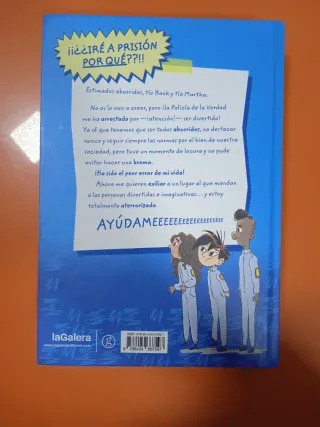 ¡¡¿¿IRÉ A PRISIÓN
POR QUÉ??!!
Estimados aburridos, tío Bash y tía Martha:
No os lo vais a creer, pero ¡la Policía de la Verdad
me ha arrestado por —¡atención!— ser divertido!
Ya sé que tenemos que ser todos aburridos, no destacar
nunca y seguir siempre las normas por el bien de nuestra
sociedad, pero tuve un momento de locura y no pude
evitar hacer una broma.
¡Ha sido el peor error de mi vida!
Ahora me quieren exiliar a un lugar al que mandan
a las personas divertidas e imaginativas... y estoy
totalmente aterrorizado.
AYÚDAMEEEEEEEEEEEEEEEEEEE
laGalera
g